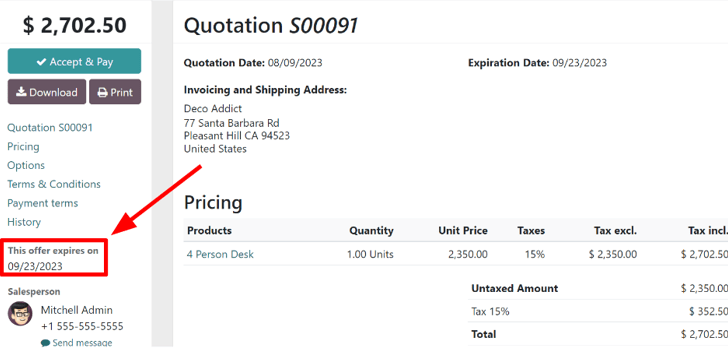 $ 2,702.50
Accept & Pay
Download
Print
Quotation S00091
Pricing
Options
Terms & Conditions
Payment terms
History
This offer expires on
09/23/2023
Salesperson
Mitchell Admin
+1 555-555-5555
Send message
Quotation S00091
Quotation Date: 08/09/2023 Expiration Date: 09/23/2023
Invoicing and Shipping Address:
Deco Addict
77 Santa Barbara Rd
Pleasant Hill CA 94523
United States
Pricing
Products Quantity Unit Price Taxes Tax excl. Tax incl.
4 Person Desk 1.00 Units 2,350.00 15% $ 2,350.00 $ 2,702.50
Untaxed Amount $ 2,350.00
Tax 15% $ 352.50
Total $ 2,702.50